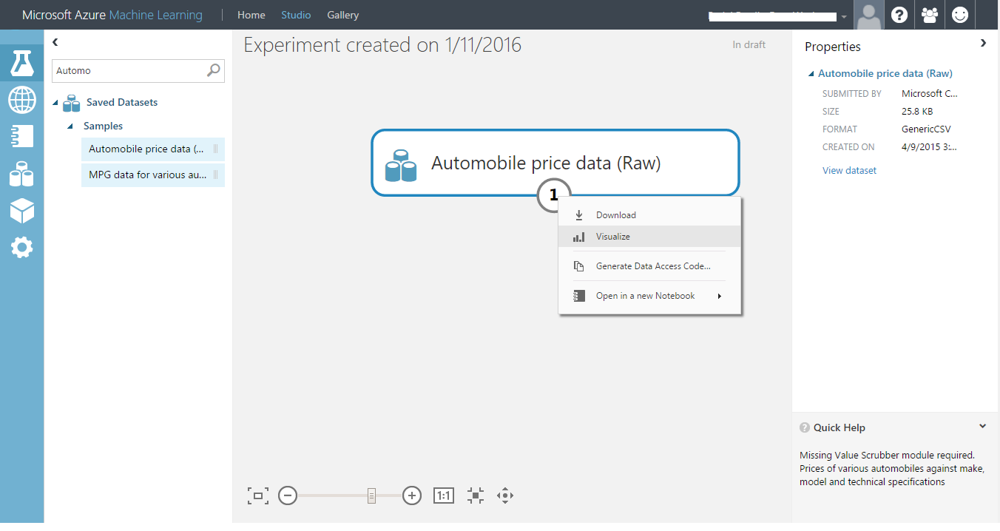 Microsoft Azure Machine Learning | Home Studio Gallery
Automo
Saved Datasets
Samples
Automobile price data (...
MPG data for various au...
Experiment created on 1/11/2016
In draft
Automobile price data (Raw)
1
Download
Visualize
Generate Data Access Code...
Open in a new Notebook
1:1
Properties
Automobile price data (Raw)
SUBMITTED BY Microsoft C...
SIZE 25.8 KB
FORMAT GenericCSV
CREATED ON 4/9/2015 3:...
View dataset
Quick Help
Missing Value Scrubber module required.
Prices of various automobiles against make,
model and technical specifications